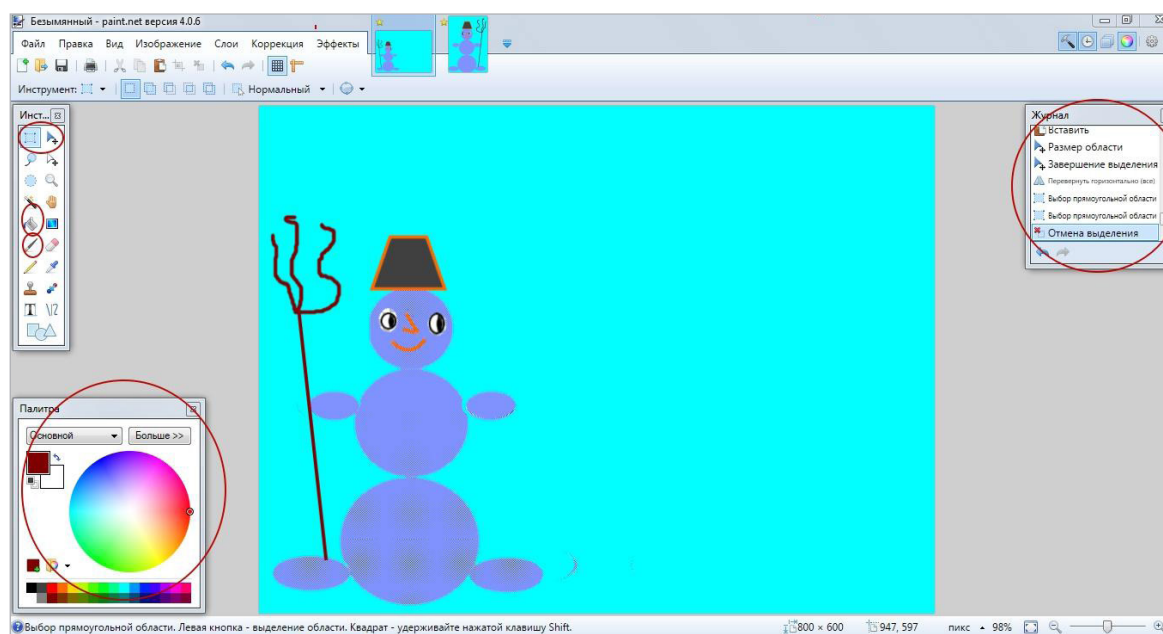 Безымянный - paint.net версия 4.0.6
Файл Правка Вид Изображение Слои Коррекция Эффекты
Инструмент:
Нормальный
Инст...
T
Журнал
Вставить
Размер области
Завершение выделения
Перевернуть горизонтально (все)
Выбор прямоугольной области
Выбор прямоугольной области
Отмена выделения
Палитра
Основной Больше >>
Выбор прямоугольной области. Левая кнопка - выделение области. Квадрат - удерживайте нажатой клавишу Shift. 800 × 600 947, 597 пикс 98%